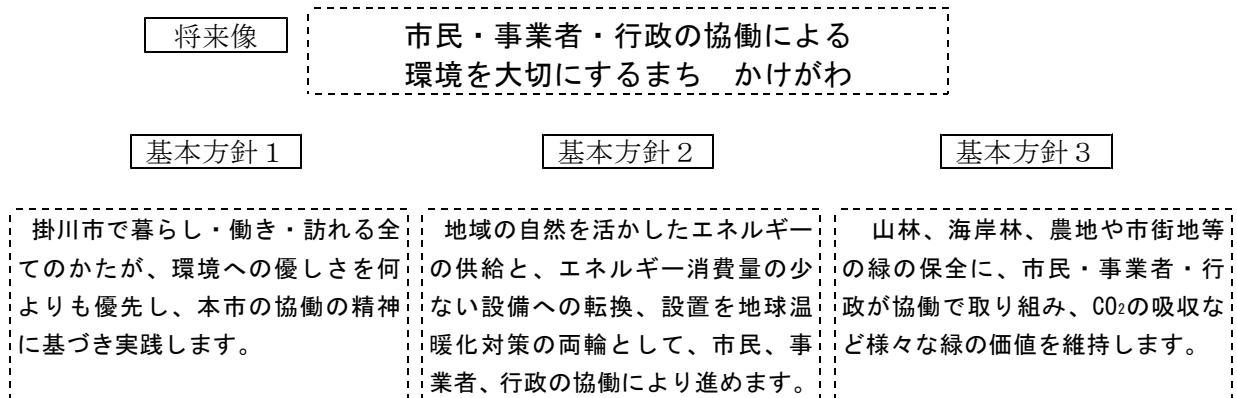 将来像
市民・事業者・行政の協働による
環境を大切にするまち　かけがわ
基本方針１
掛川市で暮らし・働き・訪れる全
てのかたが、環境への優しさを何
よりも優先し、本市の協働の精神
に基づき実践します。
基本方針２
地域の自然を活かしたエネルギー
の供給と、エネルギー消費量の少
ない設備への転換、設置を地球温
暖化対策の両輪として、市民、事
業者、行政の協働により進めます。
基本方針３
山林、海岸林、農地や市街地等
の緑の保全に、市民・事業者・行
政が協働で取り組み、CO₂の吸収な
ど様々な緑の価値を維持します。